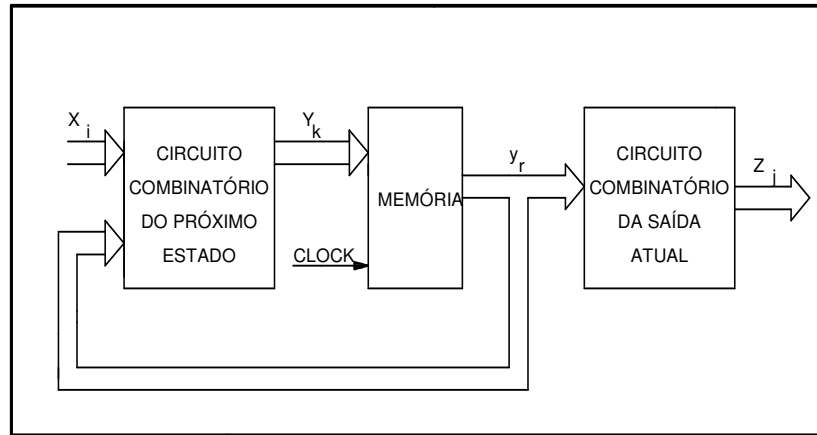 X i
CIRCUITO
COMBINATÓRIO
DO PRÓXIMO
ESTADO
Y k
CLOCK
MEMÓRIA
y r
CIRCUITO
COMBINATÓRIO
DA SAÍDA
ATUAL
Z j